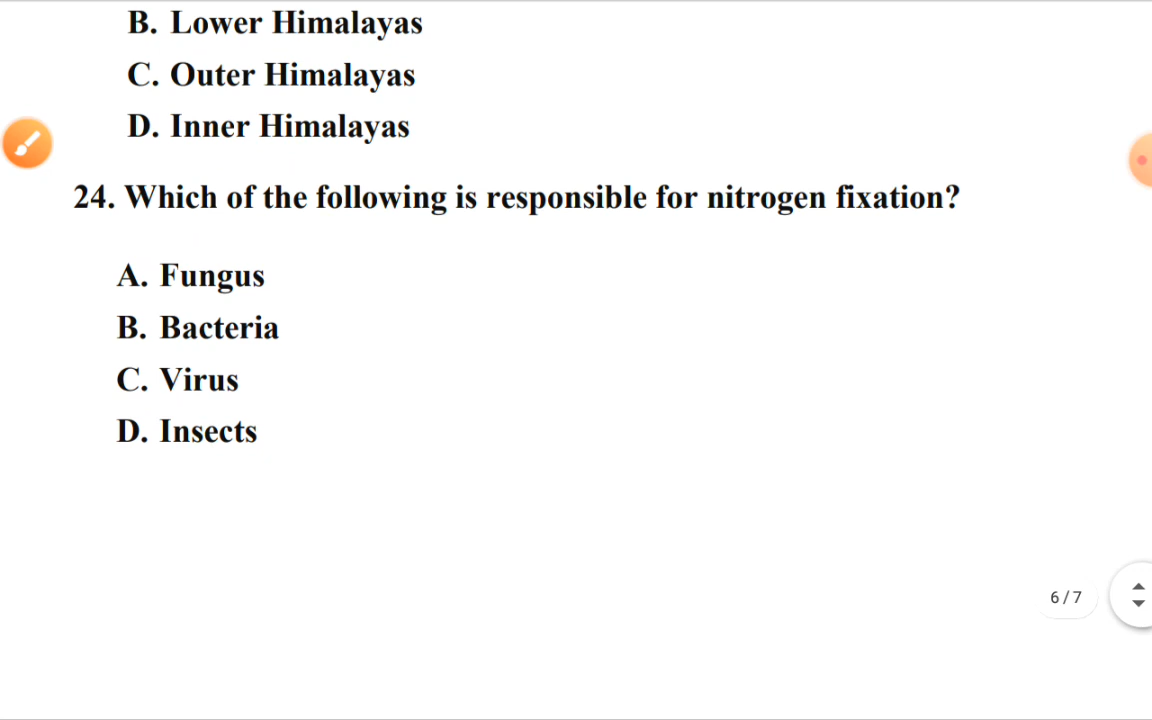 B. Lower Himalayas
C. Outer Himalayas
D. Inner Himalayas
24. Which of the following is responsible for nitrogen fixation?
A. Fungus
B. Bacteria
C. Virus
D. Insects
6 / 7